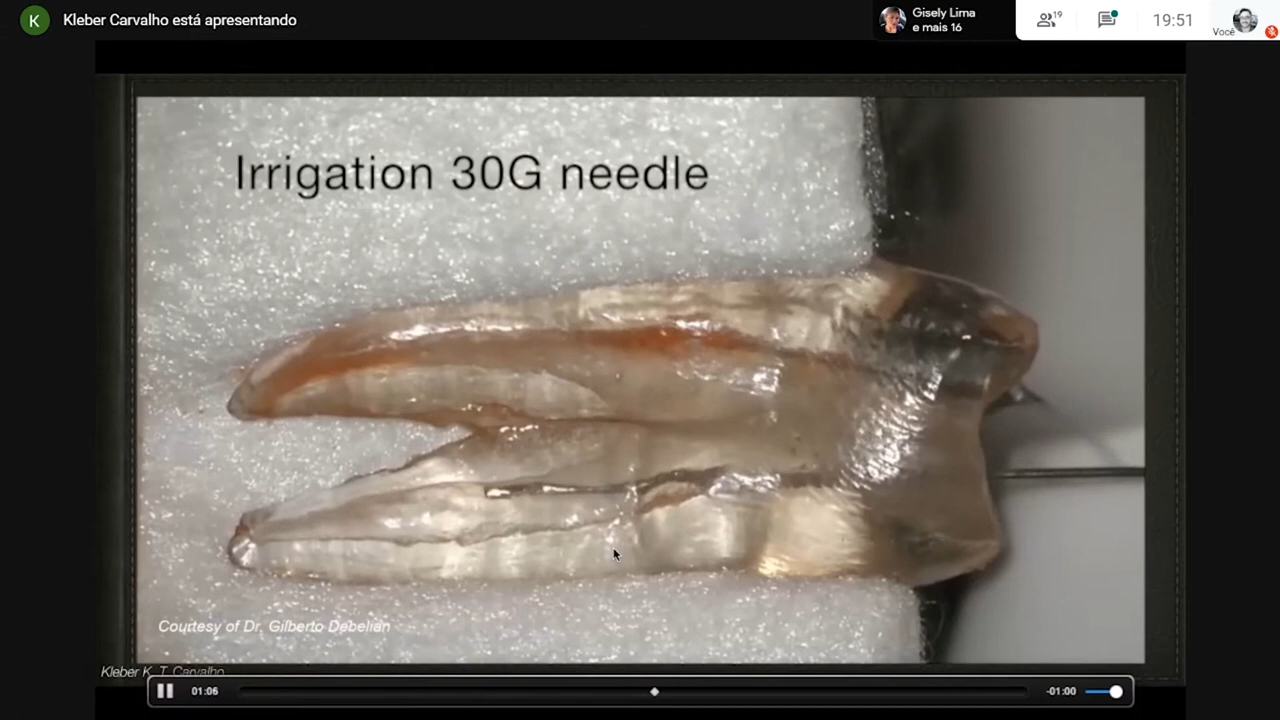 K Kleber Carvalho está apresentando
Gisely Lima
e mais 16
19
19:51
Você
Irrigation 30G needle
Courtesy of Dr. Gilberto Debelian
Kleber K. T. Carvalho
01:06
-01:00